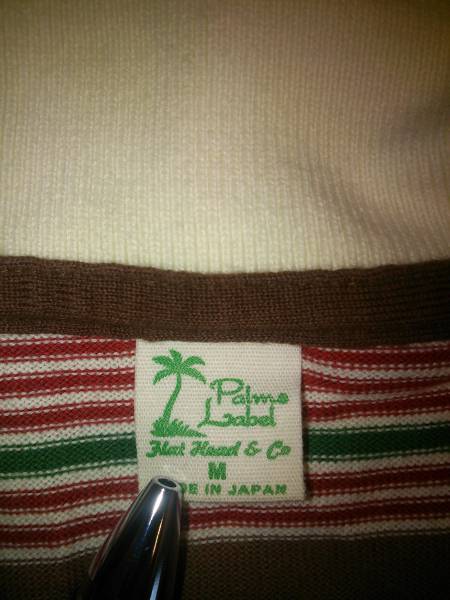 Palms
Label
Flat Head & Co
M
DE IN JAPAN